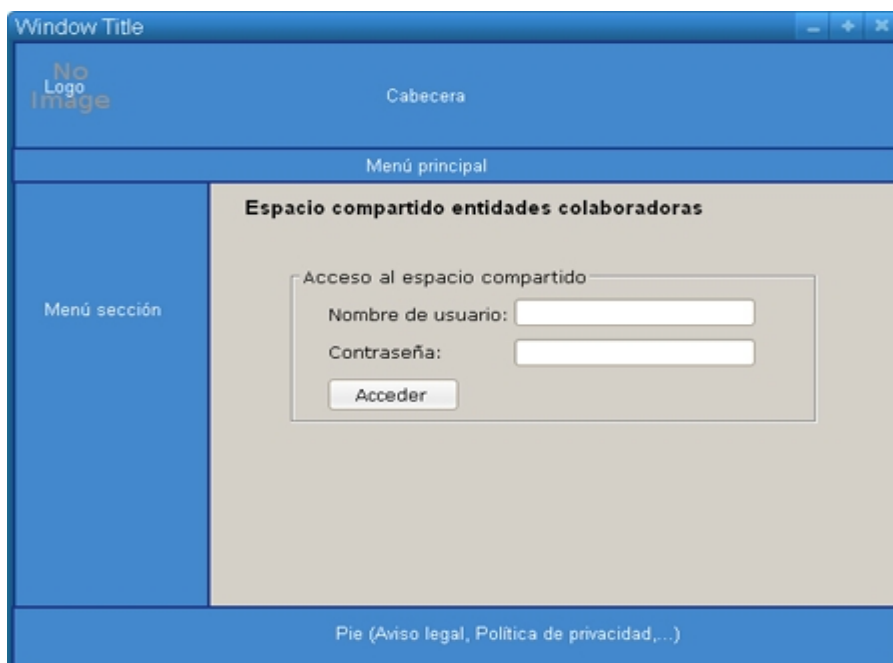 Window Title
No
Logo
Image
Cabecera
Menú principal
Menú sección
Espacio compartido entidades colaboradoras
Acceso al espacio compartido
Nombre de usuario:
Contraseña:
Acceder
Pie (Aviso legal, Política de privacidad,...)